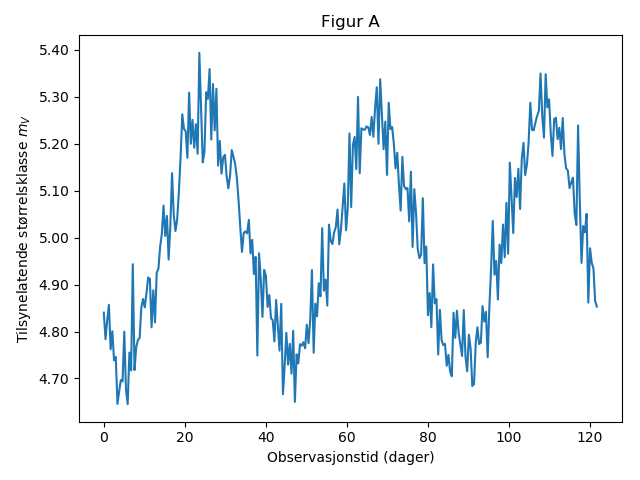 Figur A
5.40
5.30
5.20
5.10
5.00
4.90
4.80
4.70
Tilsynelatende størrelsklasse $m_V$
0 20 40 60 80 100 120
Observasjonstid (dager)